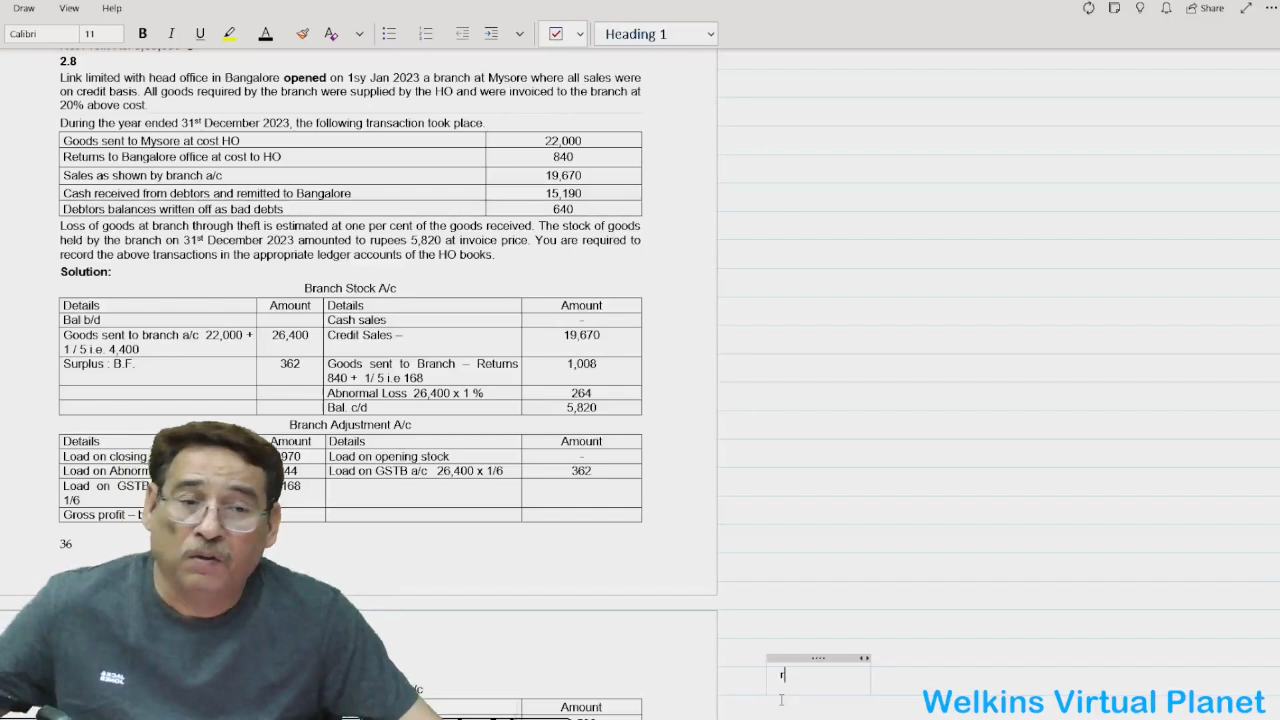 Draw View Help
Share
Calibri 11 B I U A Heading 1
2.8
Link limited with head office in Bangalore opened on 1sy Jan 2023 a branch at Mysore where all sales were
on credit basis. All goods required by the branch were supplied by the HO and were invoiced to the branch at
20% above cost.
During the year ended 31st December 2023, the following transaction took place.
Goods sent to Mysore at cost HO 22,000
Returns to Bangalore office at cost to HO 840
Sales as shown by branch a/c 19,670
Cash received from debtors and remitted to Bangalore 15,190
Debtors balances written off as bad debts 640
Loss of goods at branch through theft is estimated at one per cent of the goods received. The stock of goods
held by the branch on 31st December 2023 amounted to rupees 5,820 at invoice price. You are required to
record the above transactions in the appropriate ledger accounts of the HO books.
Solution:
Branch Stock A/c
Details Amount Details Amount
Bal b/d Cash sales -
Goods sent to branch a/c 22,000 + 26,400 Credit Sales – 19,670
1 / 5 i.e. 4,400
Surplus : B.F. 362 Goods sent to Branch – Returns 1,008
840 + 1/ 5 i.e 168
Abnormal Loss 26,400 x 1 % 264
Bal. c/d 5,820
Branch Adjustment A/c
Details Amount Details Amount
Load on closing 970 Load on opening stock -
Load on Abnorm 44 Load on GSTB a/c 26,400 x 1/6 362
Load on GSTB 168
1/6
Gross profit – b
36
/c
Amount
r
Welkins Virtual Planet